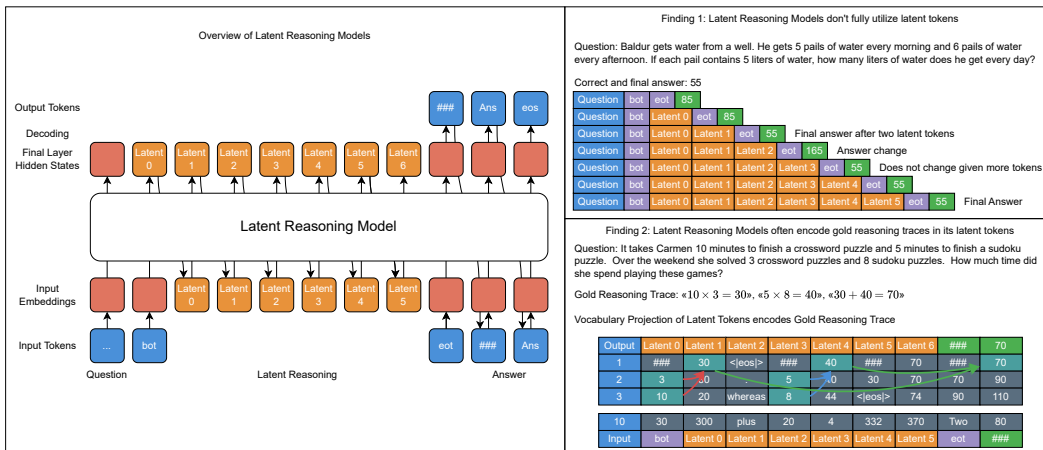 Overview of Latent Reasoning Models
Output Tokens
### Ans eos
Decoding
Final Layer
Hidden States
Latent 0 Latent 1 Latent 2 Latent 3 Latent 4 Latent 5 Latent 6
Latent Reasoning Model
Input
Embeddings
Latent 0 Latent 1 Latent 2 Latent 3 Latent 4 Latent 5
Input Tokens
... bot eot ### Ans
Question Latent Reasoning Answer
Finding 1: Latent Reasoning Models don't fully utilize latent tokens
Question: Baldur gets water from a well. He gets 5 pails of water every morning and 6 pails of water
every afternoon. If each pail contains 5 liters of water, how many liters of water does he get every day?
Correct and final answer: 55
Question bot eot 85
Question bot Latent 0 eot 85
Question bot Latent 0 Latent 1 eot 55 Final answer after two latent tokens
Question bot Latent 0 Latent 1 Latent 2 eot 165 Answer change
Question bot Latent 0 Latent 1 Latent 2 Latent 3 eot 55 Does not change given more tokens
Question bot Latent 0 Latent 1 Latent 2 Latent 3 Latent 4 eot 55
Question bot Latent 0 Latent 1 Latent 2 Latent 3 Latent 4 Latent 5 eot 55 Final Answer
Finding 2: Latent Reasoning Models often encode gold reasoning traces in its latent tokens
Question: It takes Carmen 10 minutes to finish a crossword puzzle and 5 minutes to finish a sudoku
puzzle. Over the weekend she solved 3 crossword puzzles and 8 sudoku puzzles. How much time did
she spend playing these games?
Gold Reasoning Trace: «10 × 3 = 30», «5 × 8 = 40», «30 + 40 = 70»
Vocabulary Projection of Latent Tokens encodes Gold Reasoning Trace
Output Latent 0 Latent 1 Latent 2 Latent 3 Latent 4 Latent 5 Latent 6 ### 70
1 ### 30 <|eos|> ### 40 ### 70 ### 70
2 3 5 30 70 70 90
3 10 20 whereas 8 44 <|eos|> 74 90 110
10 30 300 plus 20 4 332 370 Two 80
Input bot Latent 0 Latent 1 Latent 2 Latent 3 Latent 4 Latent 5 eot ###